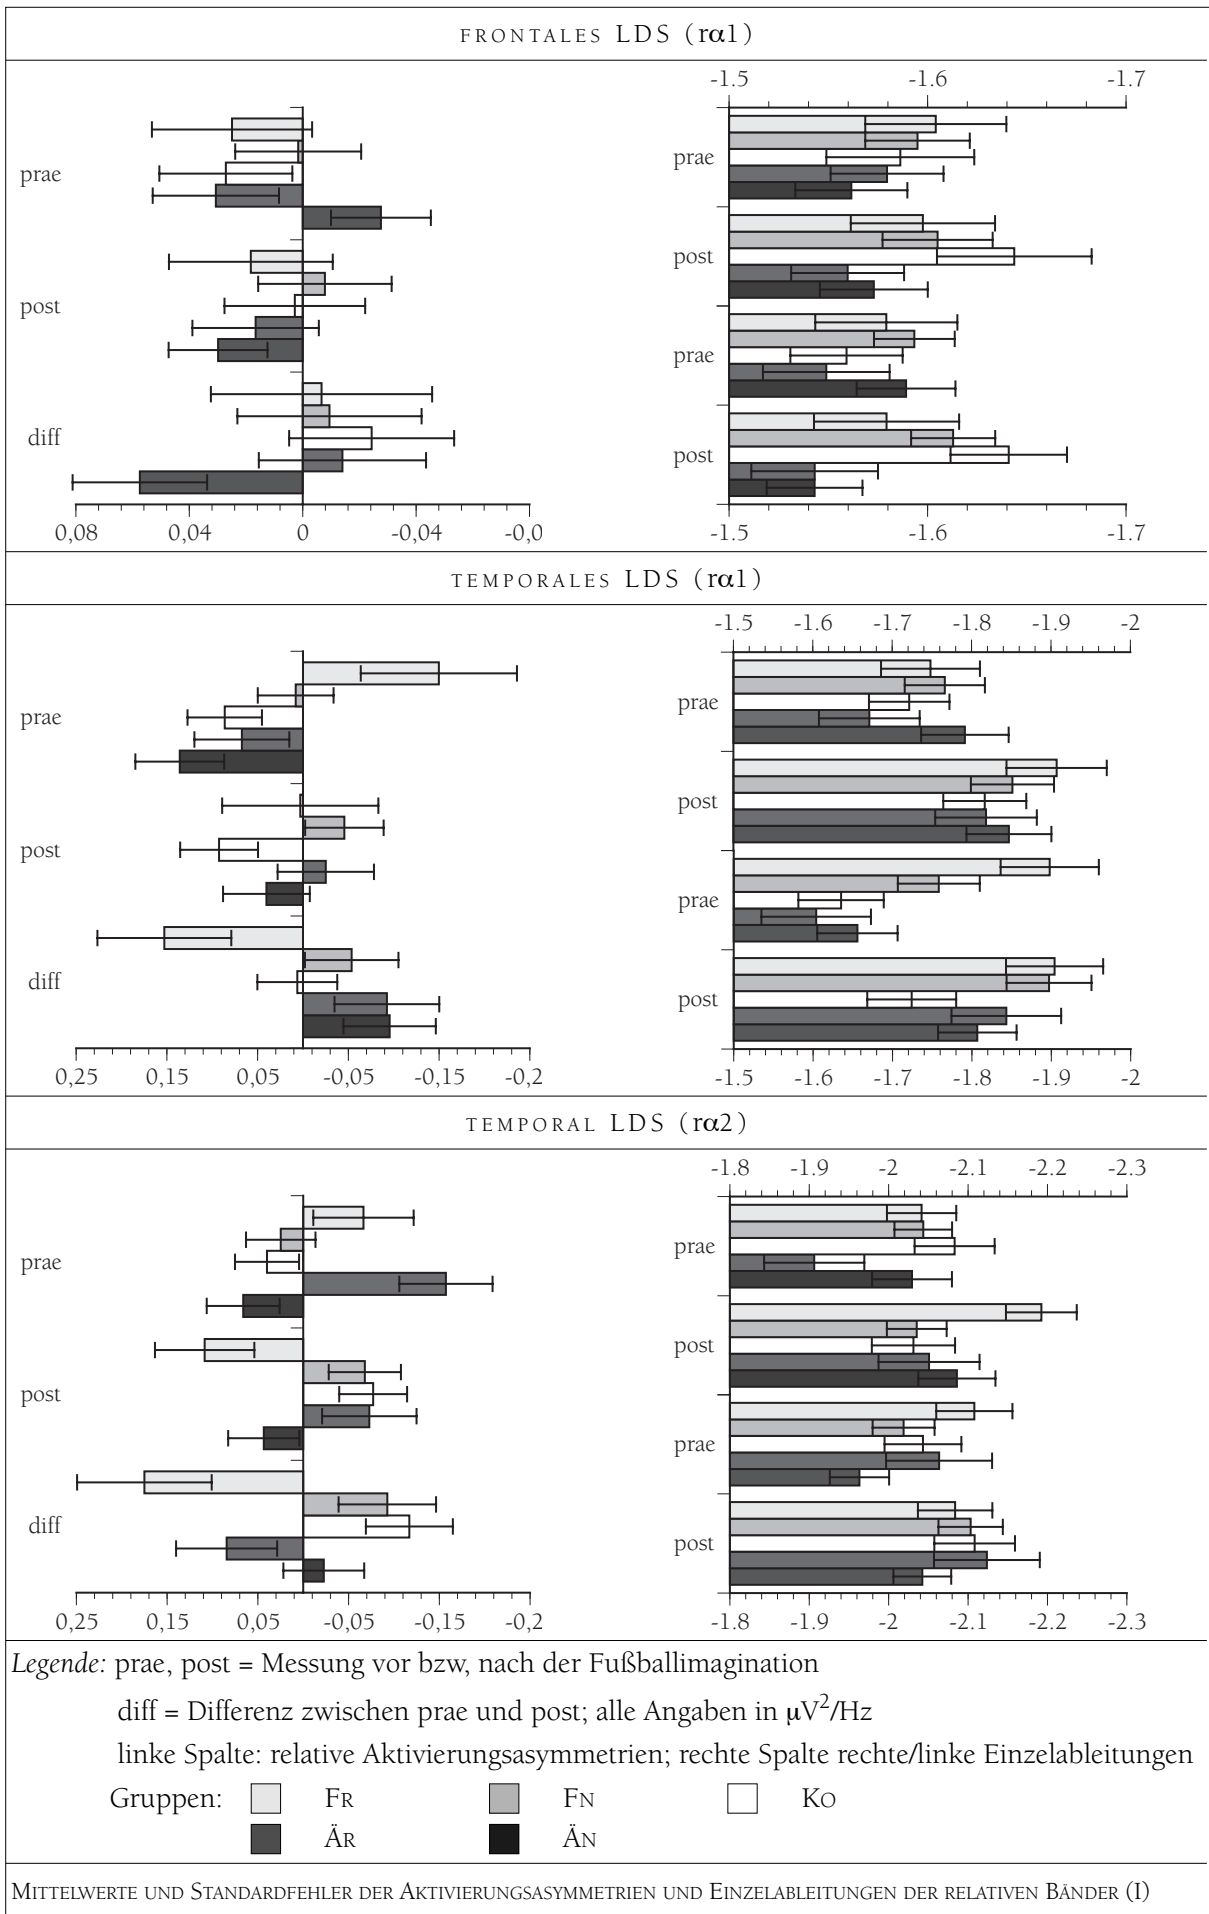 FRONTALES LDS (rα1)
-1.5 -1.6 -1.7
prae
post
diff
0,08 0,04 0 -0,04 -0,0
prae
post
prae
post
-1.5 -1.6 -1.7
TEMPORALES LDS (rα1)
-1.5 -1.6 -1.7 -1.8 -1.9 -2
prae
post
diff
0,25 0,15 0,05 -0,05 -0,15 -0,2
prae
post
prae
post
-1.5 -1.6 -1.7 -1.8 -1.9 -2
TEMPORAL LDS (rα2)
-1.8 -1.9 -2 -2.1 -2.2 -2.3
prae
post
diff
0,25 0,15 0,05 -0,05 -0,15 -0,2
prae
post
prae
post
-1.8 -1.9 -2 -2.1 -2.2 -2.3
Legende: prae, post = Messung vor bzw, nach der Fußballimagination
diff = Differenz zwischen prae und post; alle Angaben in µV²/Hz
linke Spalte: relative Aktivierungsasymmetrien; rechte Spalte rechte/linke Einzelableitungen
Gruppen: FR FN KO
ÄR ÄN
MITTELWERTE UND STANDARDFEHLER DER AKTIVIERUNGSASYMMETRIEN UND EINZELABLEITUNGEN DER RELATIVEN BÄNDER (I)